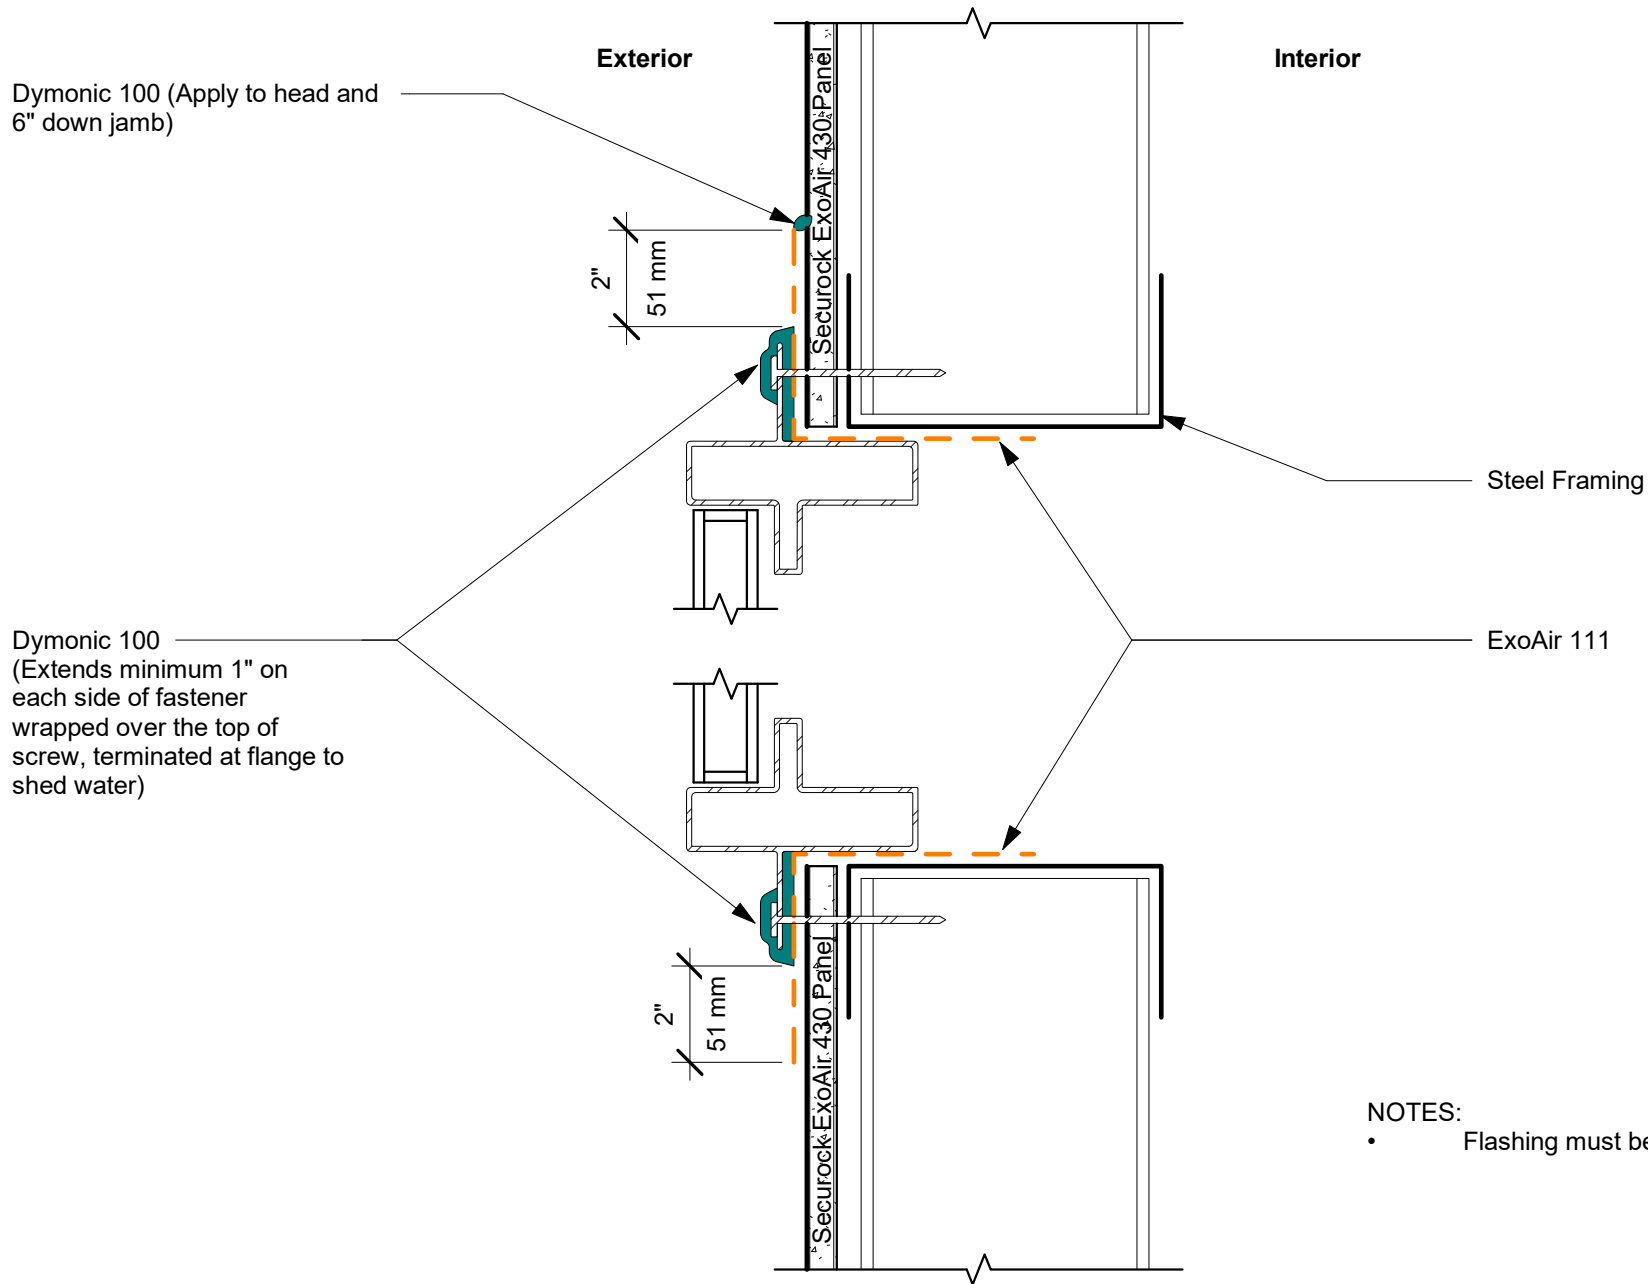 Exterior
Interior
Dymonic 100 (Apply to head and
6" down jamb)
Securock ExoAir 430 Panel
2"
51 mm
Steel Framing
Dymonic 100
(Extends minimum 1" on
each side of fastener
wrapped over the top of
screw, terminated at flange to
shed water)
ExoAir 111
2"
51 mm
Securock ExoAir 430 Panel
NOTES:
• Flashing must be